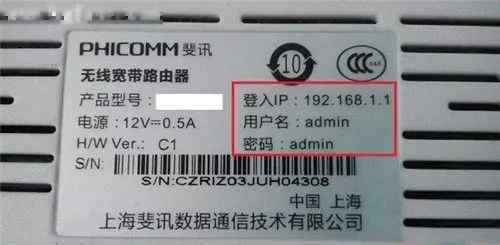 PHICOMM 斐讯
10
无线宽带路由器
产品型号:
登入IP: 192.168.1.1
电源: 12V⎓0.5A
用户名: admin
H/W Ver.: C1
密码: admin
S/N:
S/N:CZRIZ03JUH04308
中国 上海
上海斐讯数据通信技术有限公司